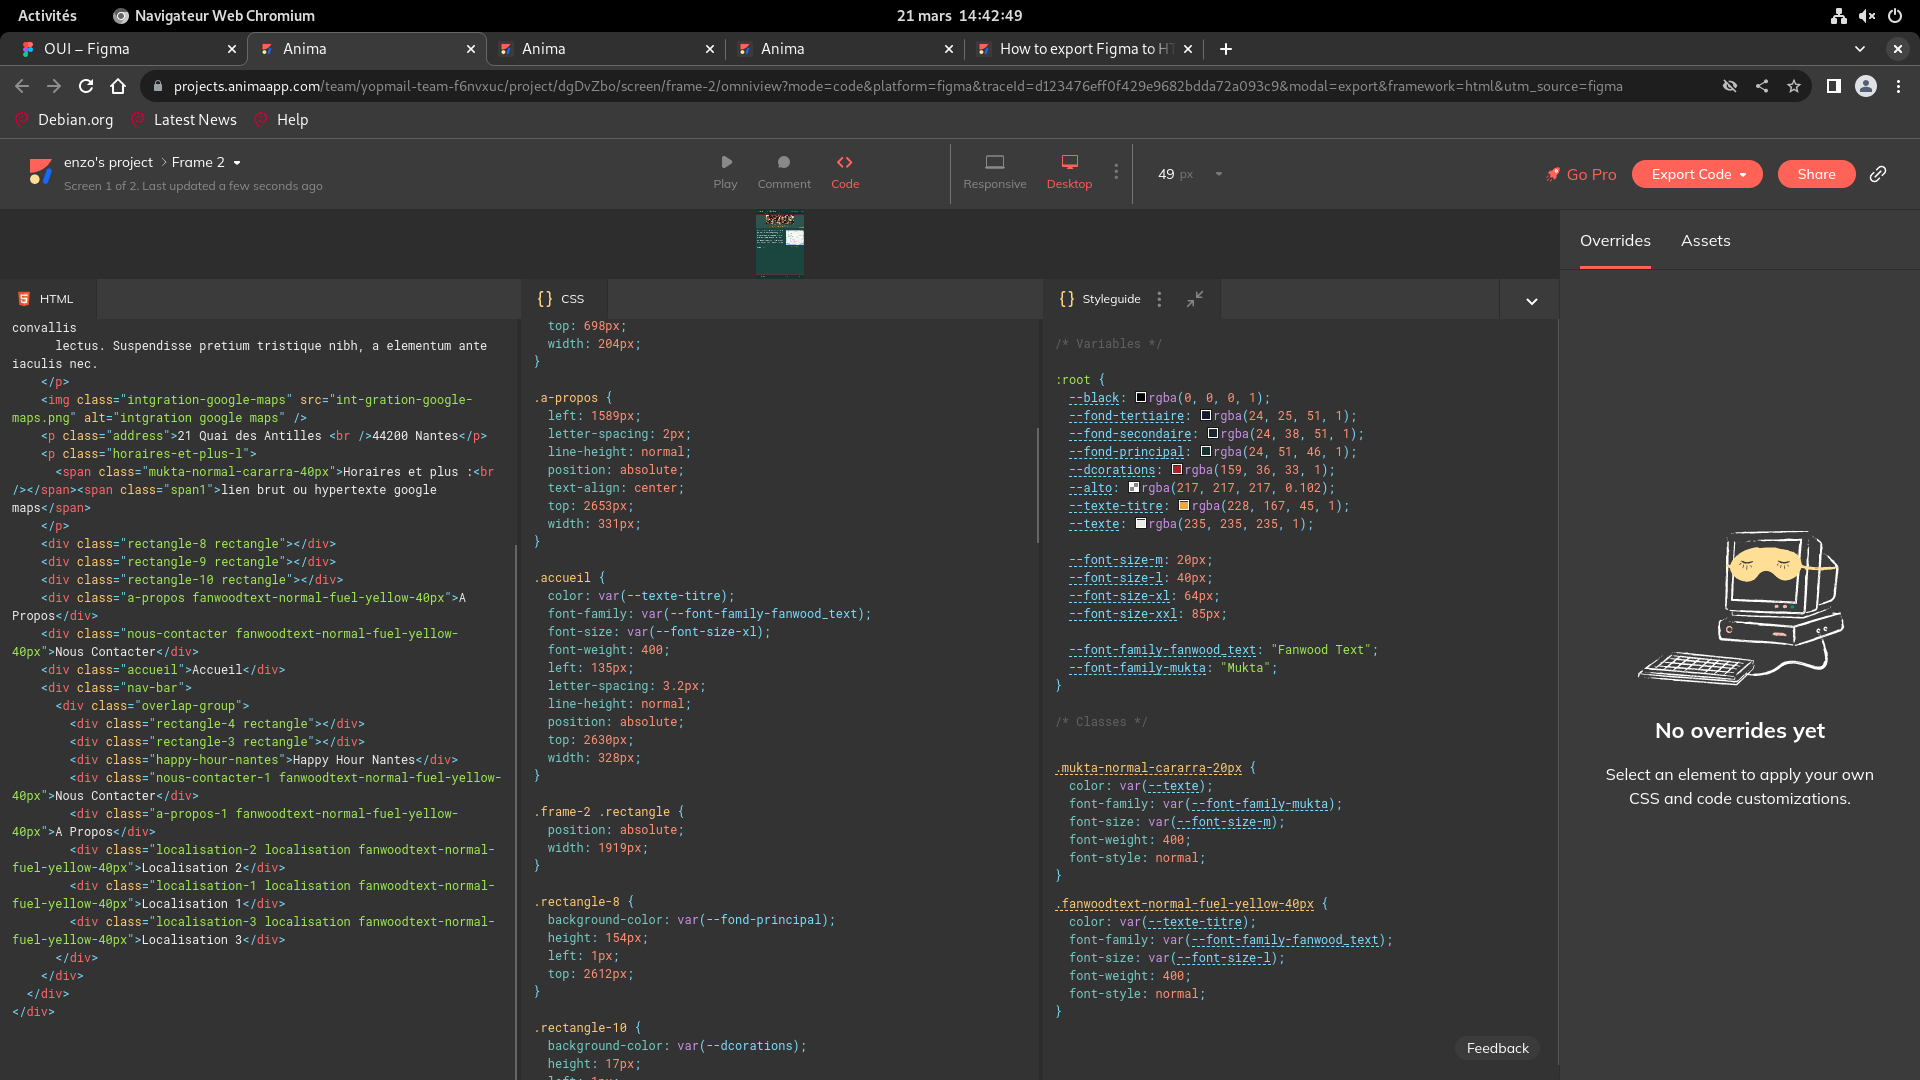 Activités
Navigateur Web Chromium
21 mars 14:42:49
OUI – Figma
Anima
Anima
Anima
How to export Figma to HT
projects.animaapp.com/team/yopmail-team-f6nvxuc/project/dgDvZbo/screen/frame-2/omniview?mode=code&platform=figma&traceId=d123476eff0f429e9682bdda72a093c9&modal=export&framework=html&utm_source=figma
Debian.org
Latest News
Help
enzo's project > Frame 2
Screen 1 of 2. Last updated a few seconds ago
Play
Comment
Code
Responsive
Desktop
49 px
Go Pro
Export Code
Share
HTML
convallis
lectus. Suspendisse pretium tristique nibh, a elementum ante
iaculis nec.
</p>
<img class="intgration-google-maps" src="int-gration-google-
maps.png" alt="intgration google maps" />
<p class="address">21 Quai des Antilles <br />44200 Nantes</p>
<p class="horaires-et-plus-l">
<span class="mukta-normal-cararra-40px">Horaires et plus :<br
/></span><span class="span1">lien brut ou hypertexte google
maps</span>
</p>
<div class="rectangle-8 rectangle"></div>
<div class="rectangle-9 rectangle"></div>
<div class="rectangle-10 rectangle"></div>
<div class="a-propos fanwoodtext-normal-fuel-yellow-40px">A
Propos</div>
<div class="nous-contacter fanwoodtext-normal-fuel-yellow-
40px">Nous Contacter</div>
<div class="accueil">Accueil</div>
<div class="nav-bar">
<div class="overlap-group">
<div class="rectangle-4 rectangle"></div>
<div class="rectangle-3 rectangle"></div>
<div class="happy-hour-nantes">Happy Hour Nantes</div>
<div class="nous-contacter-1 fanwoodtext-normal-fuel-yellow-
40px">Nous Contacter</div>
<div class="a-propos-1 fanwoodtext-normal-fuel-yellow-
40px">A Propos</div>
<div class="localisation-2 localisation fanwoodtext-normal-
fuel-yellow-40px">Localisation 2</div>
<div class="localisation-1 localisation fanwoodtext-normal-
fuel-yellow-40px">Localisation 1</div>
<div class="localisation-3 localisation fanwoodtext-normal-
fuel-yellow-40px">Localisation 3</div>
</div>
</div>
</div>
</div>
{} CSS
top: 698px;
width: 204px;
}
.a-propos {
left: 1589px;
letter-spacing: 2px;
line-height: normal;
position: absolute;
text-align: center;
top: 2653px;
width: 331px;
}
.accueil {
color: var(--texte-titre);
font-family: var(--font-family-fanwood_text);
font-size: var(--font-size-xl);
font-weight: 400;
left: 135px;
letter-spacing: 3.2px;
line-height: normal;
position: absolute;
top: 2630px;
width: 328px;
}
.frame-2 .rectangle {
position: absolute;
width: 1919px;
}
.rectangle-8 {
background-color: var(--fond-principal);
height: 154px;
left: 1px;
top: 2612px;
}
.rectangle-10 {
background-color: var(--dcorations);
height: 17px;
left: 1px;
{} Styleguide
/* Variables */
:root {
--black: rgba(0, 0, 0, 1);
--fond-tertiaire: rgba(24, 25, 51, 1);
--fond-secondaire: rgba(24, 38, 51, 1);
--fond-principal: rgba(24, 51, 46, 1);
--dcorations: rgba(159, 36, 33, 1);
--alto: rgba(217, 217, 217, 0.102);
--texte-titre: rgba(228, 167, 45, 1);
--texte: rgba(235, 235, 235, 1);
--font-size-m: 20px;
--font-size-l: 40px;
--font-size-xl: 64px;
--font-size-xxl: 85px;
--font-family-fanwood_text: "Fanwood Text";
--font-family-mukta: "Mukta";
}
/* Classes */
.mukta-normal-cararra-20px {
color: var(--texte);
font-family: var(--font-family-mukta);
font-size: var(--font-size-m);
font-weight: 400;
font-style: normal;
}
.fanwoodtext-normal-fuel-yellow-40px {
color: var(--texte-titre);
font-family: var(--font-family-fanwood_text);
font-size: var(--font-size-l);
font-weight: 400;
font-style: normal;
}
Feedback
Overrides
Assets
No overrides yet
Select an element to apply your own
CSS and code customizations.